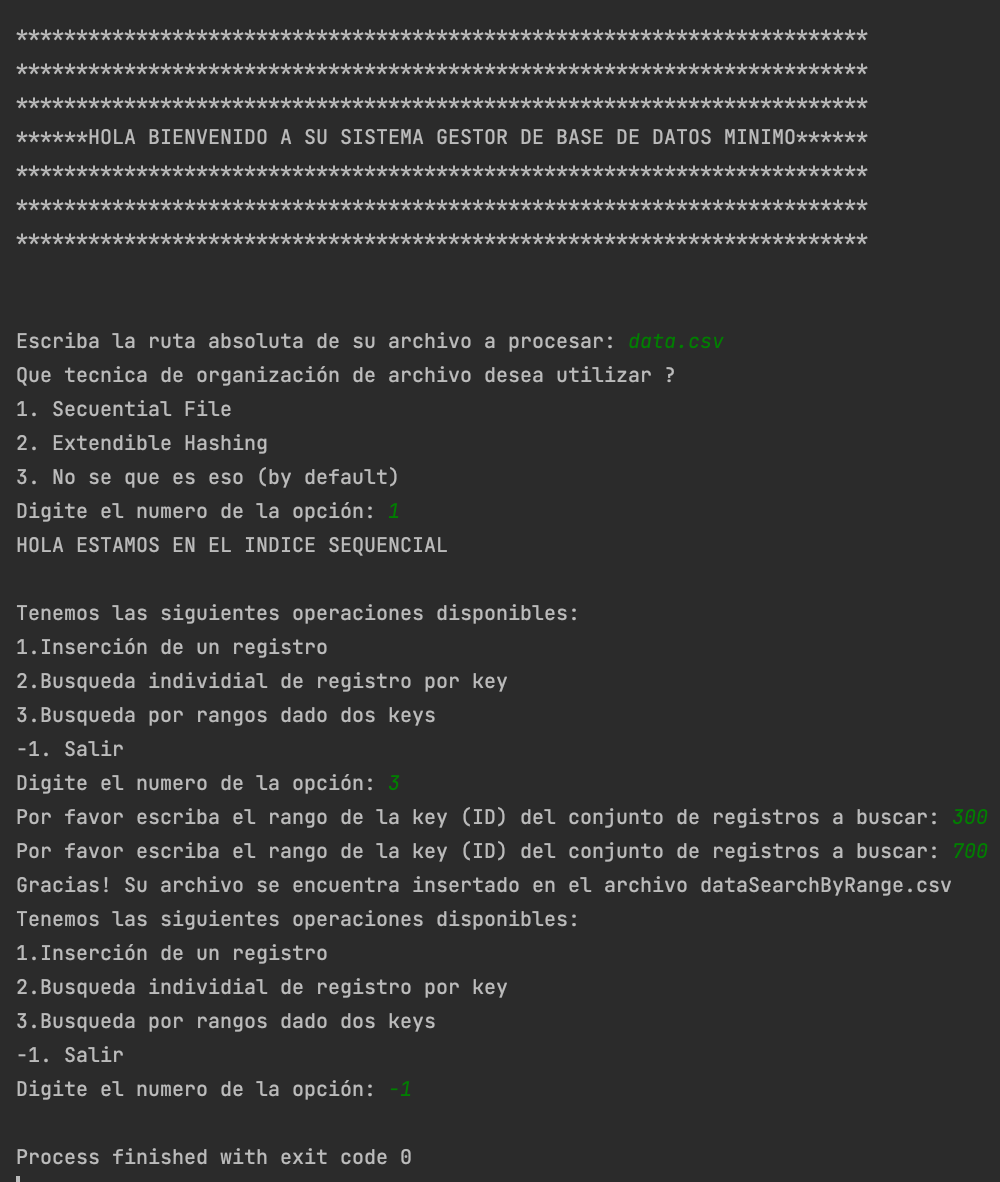 ***********************************************************************
***********************************************************************
***********************************************************************
******HOLA BIENVENIDO A SU SISTEMA GESTOR DE BASE DE DATOS MINIMO******
***********************************************************************
***********************************************************************
***********************************************************************
Escriba la ruta absoluta de su archivo a procesar: data.csv
Que tecnica de organización de archivo desea utilizar ?
1. Secuential File
2. Extendible Hashing
3. No se que es eso (by default)
Digite el numero de la opción: 1
HOLA ESTAMOS EN EL INDICE SEQUENCIAL
Tenemos las siguientes operaciones disponibles:
1.Inserción de un registro
2.Busqueda individial de registro por key
3.Busqueda por rangos dado dos keys
-1. Salir
Digite el numero de la opción: 3
Por favor escriba el rango de la key (ID) del conjunto de registros a buscar: 300
Por favor escriba el rango de la key (ID) del conjunto de registros a buscar: 700
Gracias! Su archivo se encuentra insertado en el archivo dataSearchByRange.csv
Tenemos las siguientes operaciones disponibles:
1.Inserción de un registro
2.Busqueda individial de registro por key
3.Busqueda por rangos dado dos keys
-1. Salir
Digite el numero de la opción: -1
Process finished with exit code 0